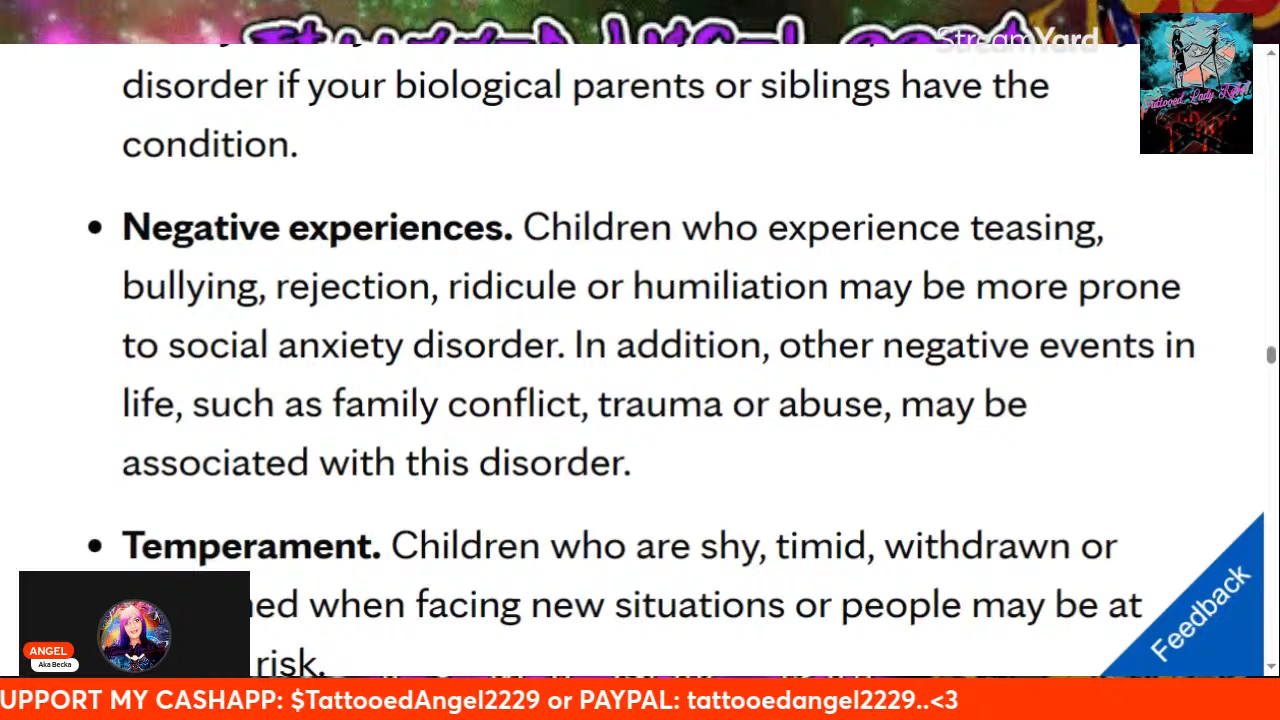 StreamYard
Tattooed Lady Rebel
disorder if your biological parents or siblings have the
condition.
• Negative experiences. Children who experience teasing,
bullying, rejection, ridicule or humiliation may be more prone
to social anxiety disorder. In addition, other negative events in
life, such as family conflict, trauma or abuse, may be
associated with this disorder.
• Temperament. Children who are shy, timid, withdrawn or
when facing new situations or people may be at
risk.
Feedback
ANGEL
Aka Becka
UPPORT MY CASHAPP: $TattooedAngel2229 or PAYPAL: tattooedangel2229..<3